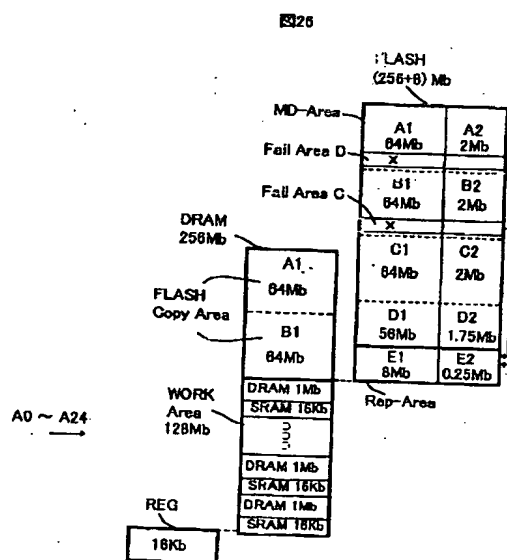 図26
FLASH
(256+8) Mb
MD-Area
A1
64Mb
A2
2Mb
Fail Area D
×
B1
64Mb
B2
2Mb
Fail Area C
×
C1
64Mb
C2
2Mb
D1
56Mb
D2
1.75Mb
E1
8Mb
E2
0.25Mb
Rep-Area
DRAM
256Mb
A1
64Mb
FLASH
Copy Area
B1
64Mb
DRAM 1Mb
SRAM 16Kb
WORK
Area
128Mb
DRAM 1Mb
SRAM 16Kb
DRAM 1Mb
SRAM 16Kb
A0 ～ A24
REG
16Kb